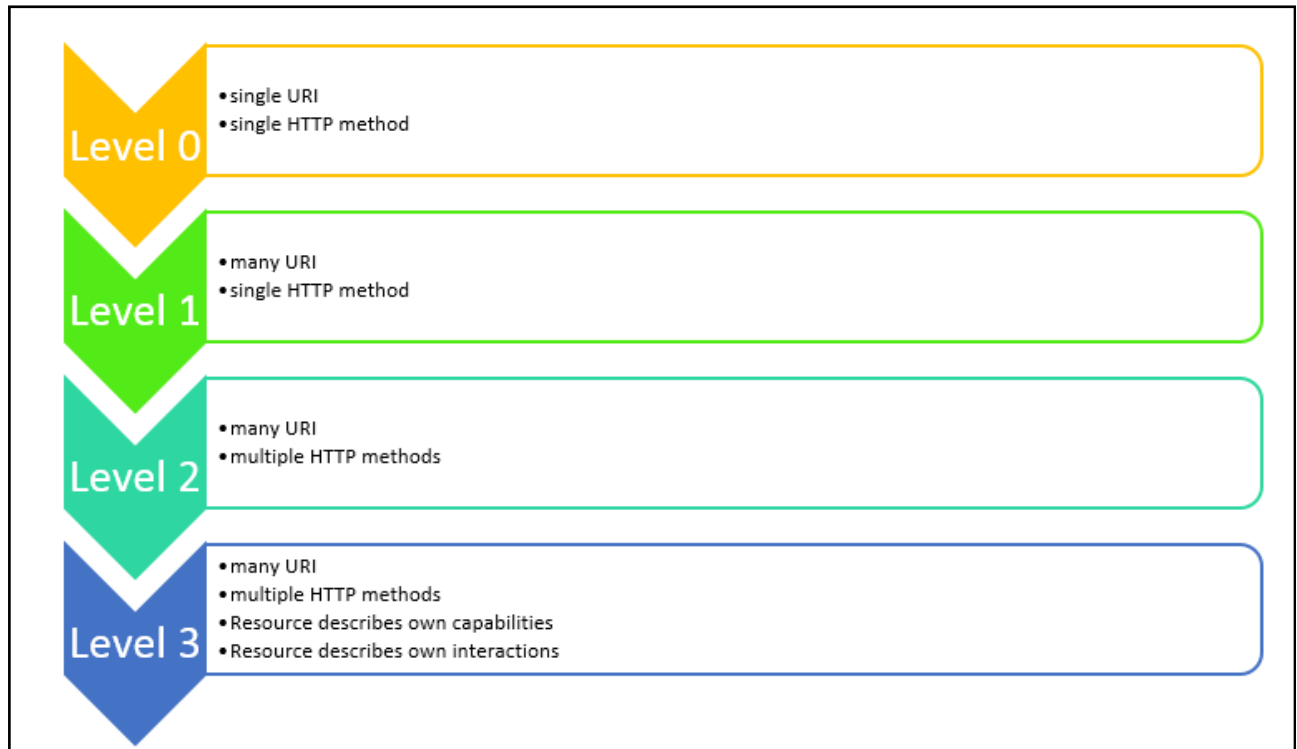 Level 0
•single URI
•single HTTP method
Level 1
•many URI
•single HTTP method
Level 2
•many URI
•multiple HTTP methods
Level 3
•many URI
•multiple HTTP methods
•Resource describes own capabilities
•Resource describes own interactions